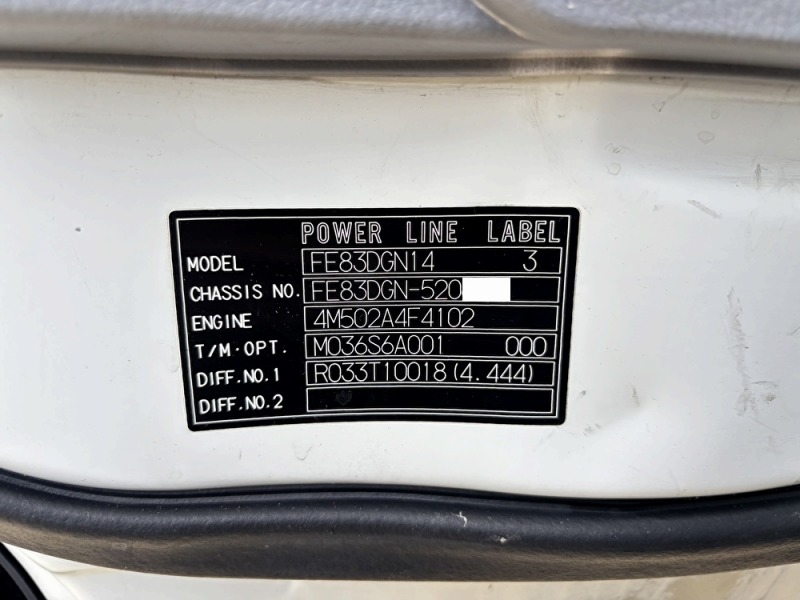 POWER LINE LABEL
MODEL FE83DGN14 3
CHASSIS NO. FE83DGN-520
ENGINE 4M502A4F4102
T/M·OPT. M036S6A001 000
DIFF.NO.1 R033T10018(4.444)
DIFF.NO.2